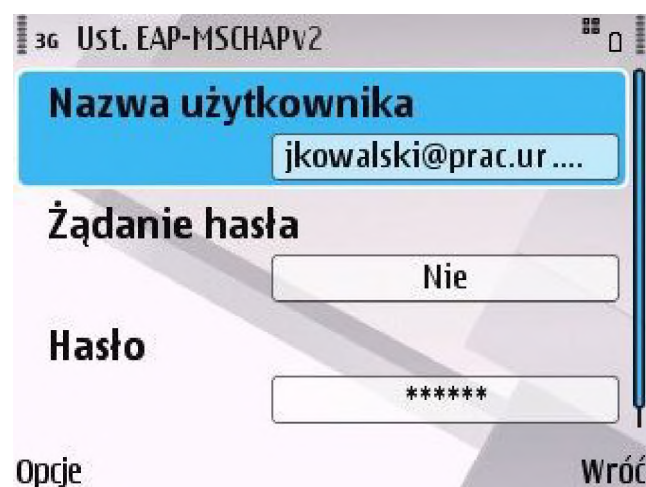 3G Ust. EAP-MSCHAPv2
Nazwa użytkownika
jkowalski@prac.ur....
Żądanie hasła
Nie
Hasło
******
Opcje Wróć